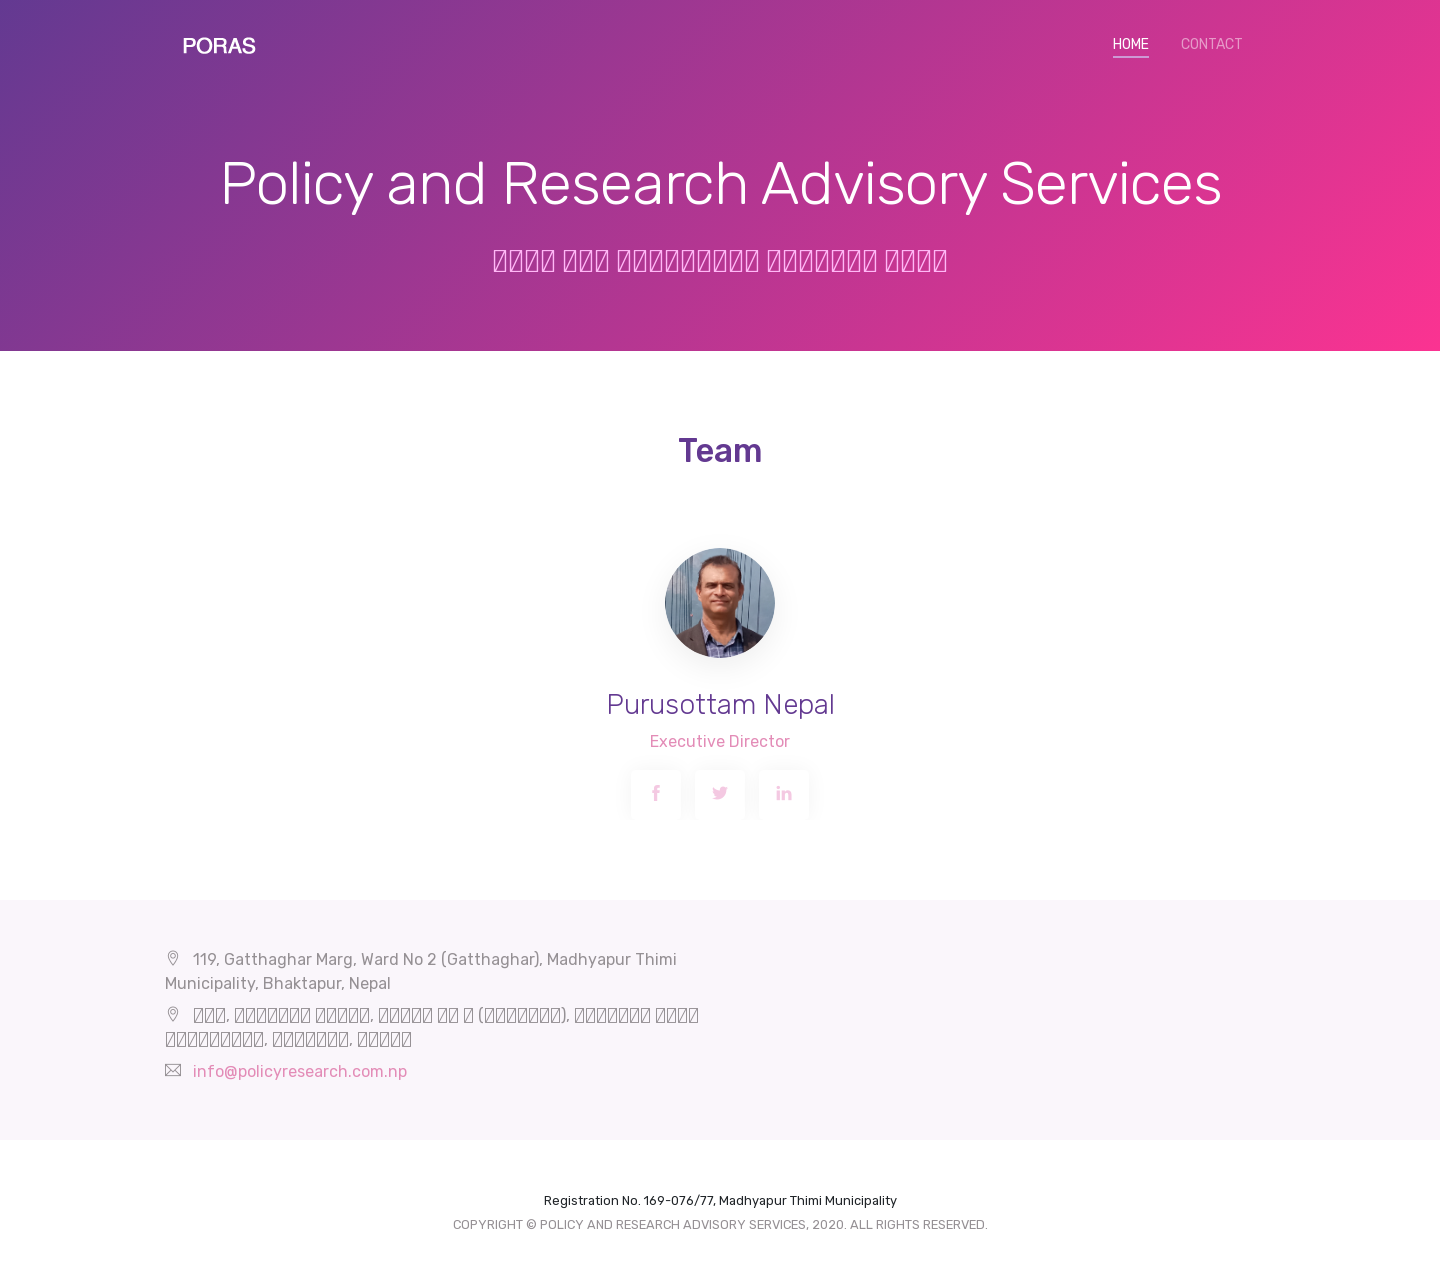 PORAS
HOME
CONTACT
Policy and Research Advisory Services
Team
Purusottam Nepal
Executive Director
119, Gatthaghar Marg, Ward No 2 (Gatthaghar), Madhyapur Thimi
Municipality, Bhaktapur, Nepal
info@policyresearch.com.np
Registration No. 169-076/77, Madhyapur Thimi Municipality
COPYRIGHT © POLICY AND RESEARCH ADVISORY SERVICES, 2020. ALL RIGHTS RESERVED.